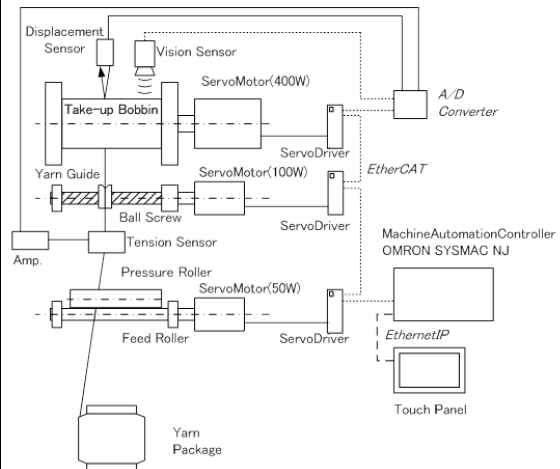 Displacement
Sensor
Vision Sensor
ServoMotor(400W)
Take-up Bobbin
A/D
Converter
ServoDriver
EtherCAT
Yarn Guide
ServoMotor(100W)
Ball Screw
ServoDriver
Tension Sensor
Amp.
MachineAutomationController
OMRON SYSMAC NJ
Pressure Roller
ServoMotor(50W)
Feed Roller
ServoDriver
EthernetIP
Touch Panel
Yarn
Package